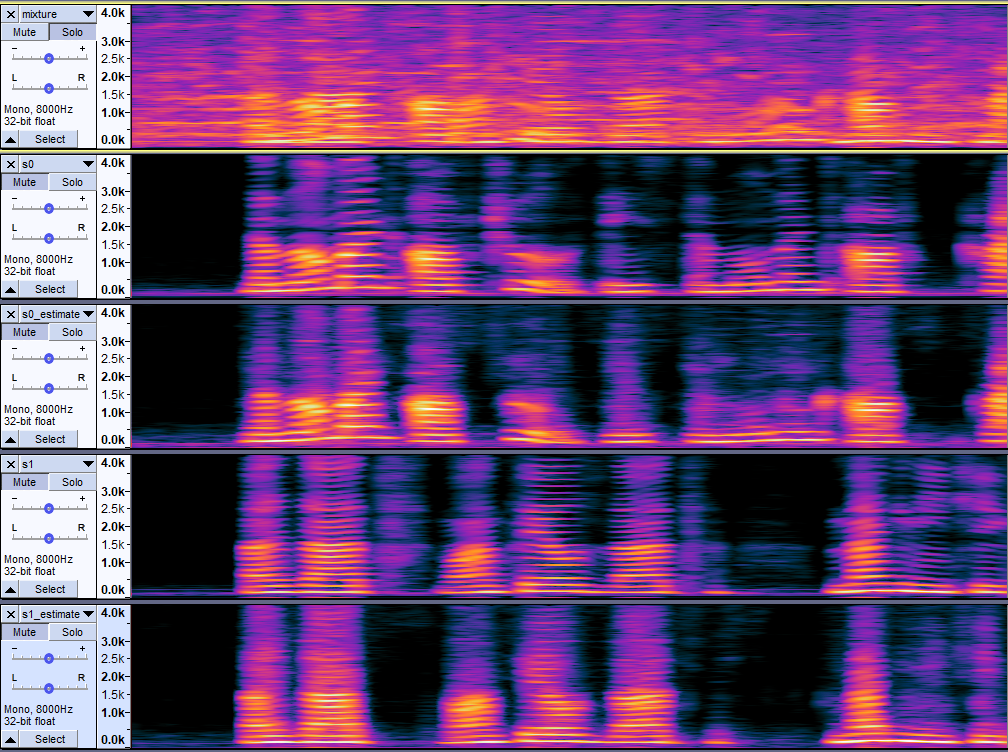 mixture
Mute Solo
- +
L R
Mono, 8000Hz
32-bit float
Select
4.0k
3.0k
2.5k
2.0k
1.5k
1.0k
0.0k
s0
Mute Solo
- +
L R
Mono, 8000Hz
32-bit float
Select
4.0k
3.0k
2.5k
2.0k
1.5k
1.0k
0.0k
s0_estimate
Mute Solo
- +
L R
Mono, 8000Hz
32-bit float
Select
4.0k
3.0k
2.5k
2.0k
1.5k
1.0k
0.0k
s1
Mute Solo
- +
L R
Mono, 8000Hz
32-bit float
Select
4.0k
3.0k
2.5k
2.0k
1.5k
1.0k
0.0k
s1_estimate
Mute Solo
- +
L R
Mono, 8000Hz
32-bit float
Select
4.0k
3.0k
2.5k
2.0k
1.5k
1.0k
0.0k